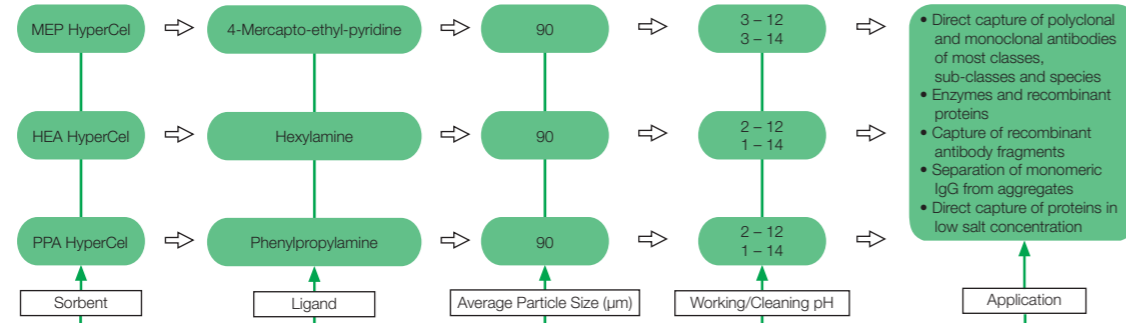 MEP HyperCel
4-Mercapto-ethyl-pyridine
90
3 – 12
3 – 14
• Direct capture of polyclonal
and monoclonal antibodies
of most classes,
sub-classes and species
• Enzymes and recombinant
proteins
• Capture of recombinant
antibody fragments
• Separation of monomeric
IgG from aggregates
• Direct capture of proteins in
low salt concentration
HEA HyperCel
Hexylamine
90
2 – 12
1 – 14
PPA HyperCel
Phenylpropylamine
90
2 – 12
1 – 14
Sorbent
Ligand
Average Particle Size (µm)
Working/Cleaning pH
Application